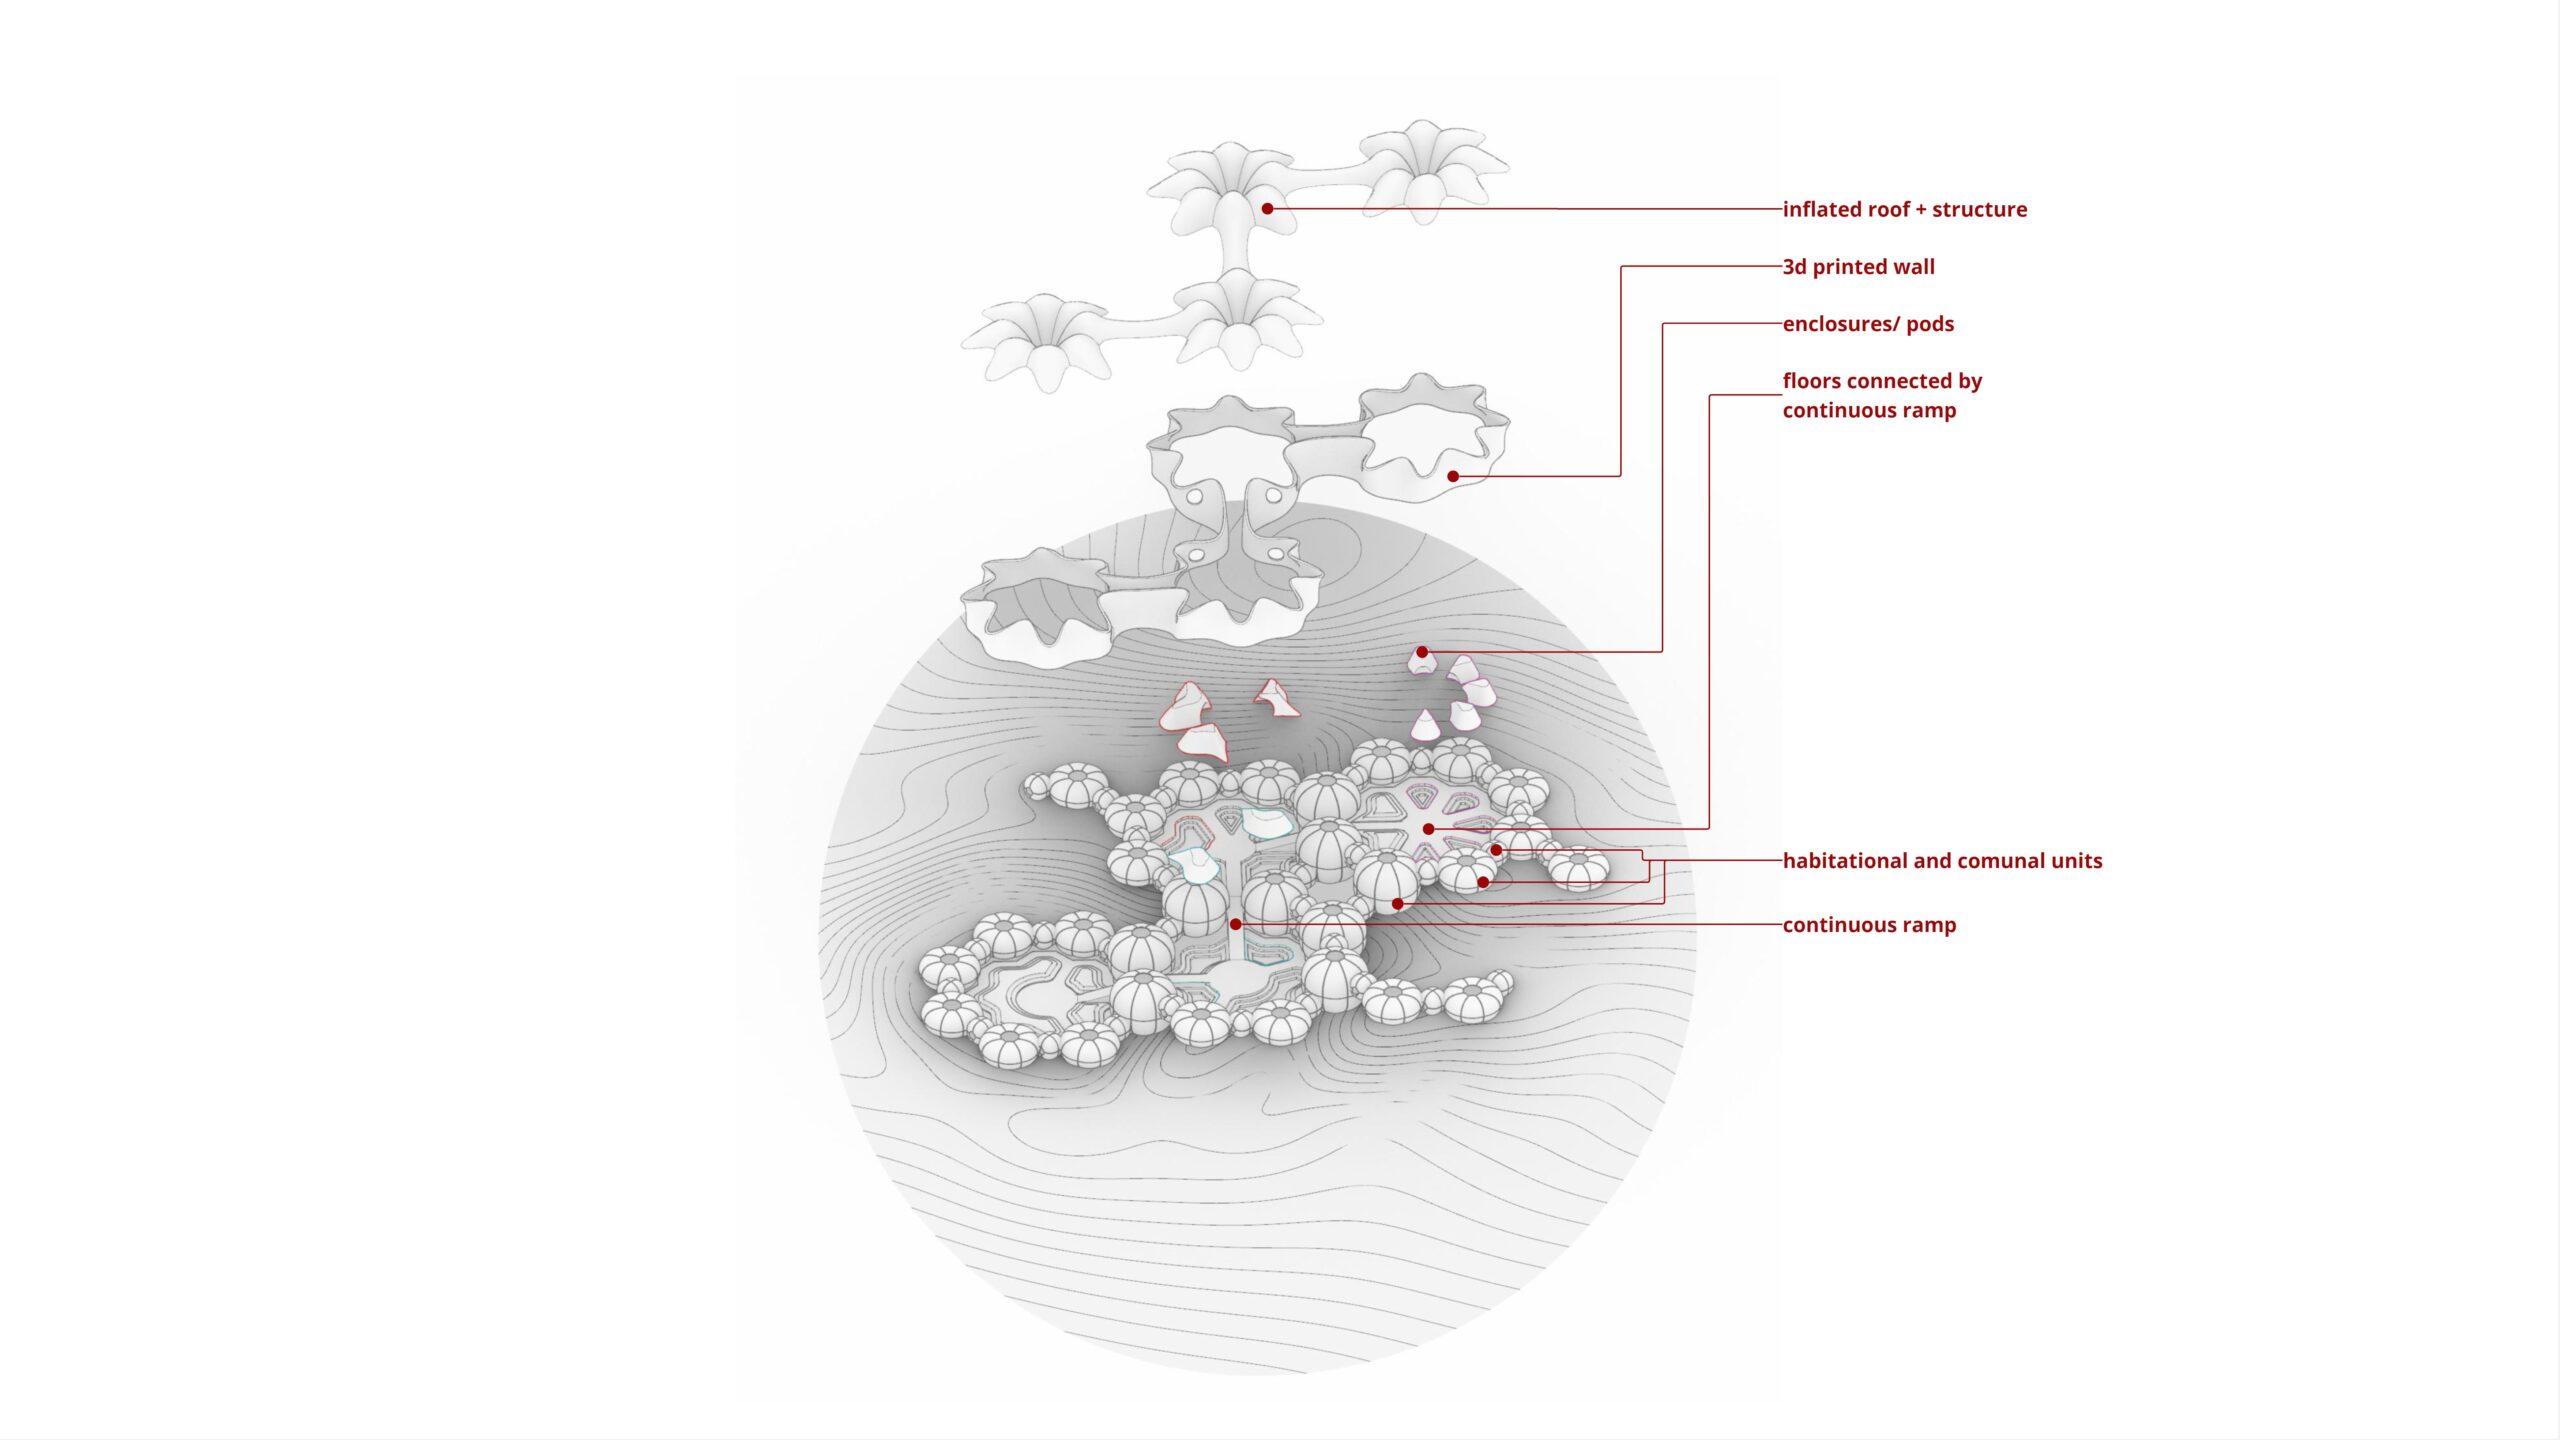 inflated roof + structure
3d printed wall
enclosures/ pods
floors connected by
continuous ramp
habitational and comunal units
continuous ramp